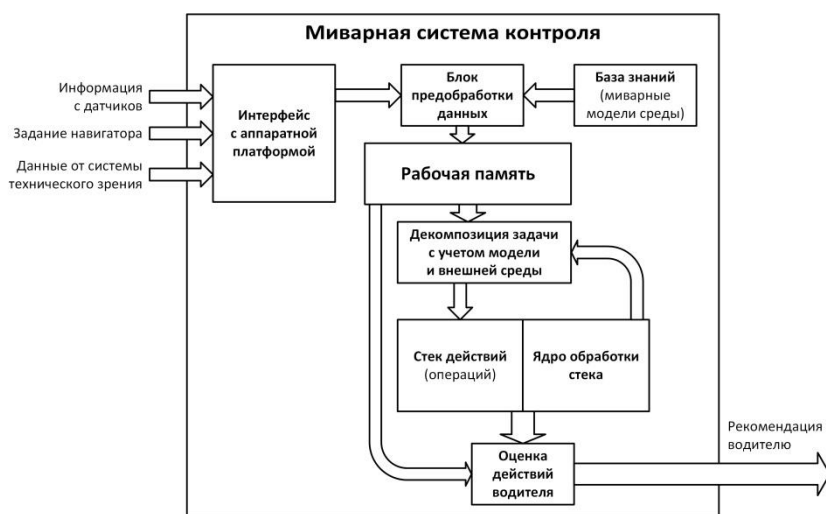 Миварная система контроля
Информация
с датчиков
Задание навигатора
Данные от системы
технического зрения
Интерфейс
с аппаратной
платформой
Блок
предобработки
данных
База знаний
(миварные
модели среды)
Рабочая память
Декомпозиция задачи
с учетом модели
и внешней среды
Стек действий
(операций)
Ядро обработки
стека
Оценка
действий
водителя
Рекомендация
водителю